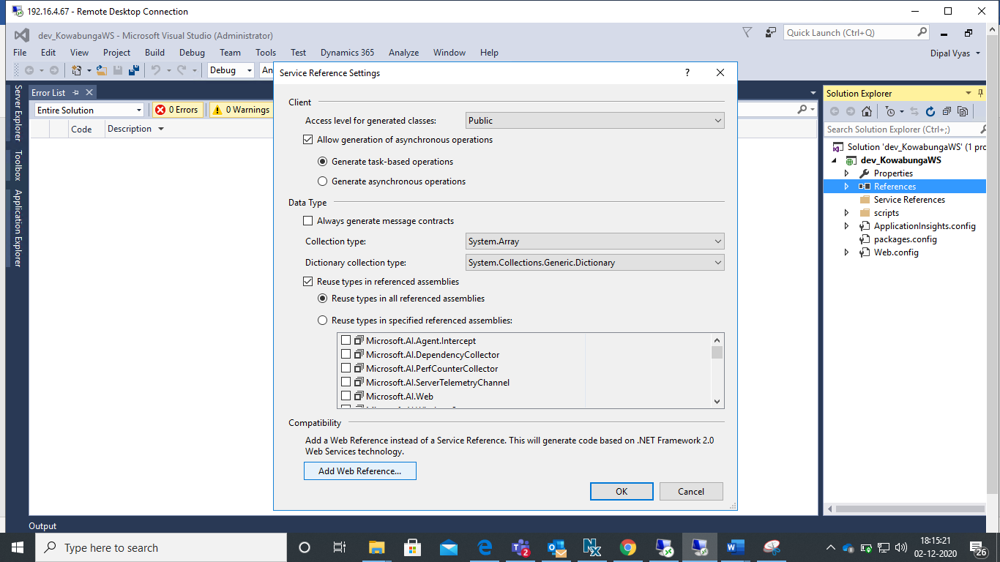 192.16.4.67 - Remote Desktop Connection
dev_KowabungaWS - Microsoft Visual Studio (Administrator)
Quick Launch (Ctrl+Q)
File Edit View Project Build Debug Team Tools Test Dynamics 365 Analyze Window Help
Dipal Vyas
Debug An
Service Reference Settings
?
Server Explorer
Toolbox
Application Explorer
Error List
Entire Solution
0 Errors
0 Warnings
Code Description
Client
Access level for generated classes: Public
Allow generation of asynchronous operations
Generate task-based operations
Generate asynchronous operations
Data Type
Always generate message contracts
Collection type: System.Array
Dictionary collection type: System.Collections.Generic.Dictionary
Reuse types in referenced assemblies
Reuse types in all referenced assemblies
Reuse types in specified referenced assemblies:
Microsoft.AI.Agent.Intercept
Microsoft.AI.DependencyCollector
Microsoft.AI.PerfCounterCollector
Microsoft.AI.ServerTelemetryChannel
Microsoft.AI.Web
Compatibility
Add a Web Reference instead of a Service Reference. This will generate code based on .NET Framework 2.0
Web Services technology.
Add Web Reference...
OK Cancel
Solution Explorer
Search Solution Explorer (Ctrl+;)
Solution 'dev_KowabungaWS' (1 pro
dev_KowabungaWS
Properties
References
Service References
scripts
ApplicationInsights.config
packages.config
Web.config
Output
Type here to search
18:15:21
02-12-2020
26